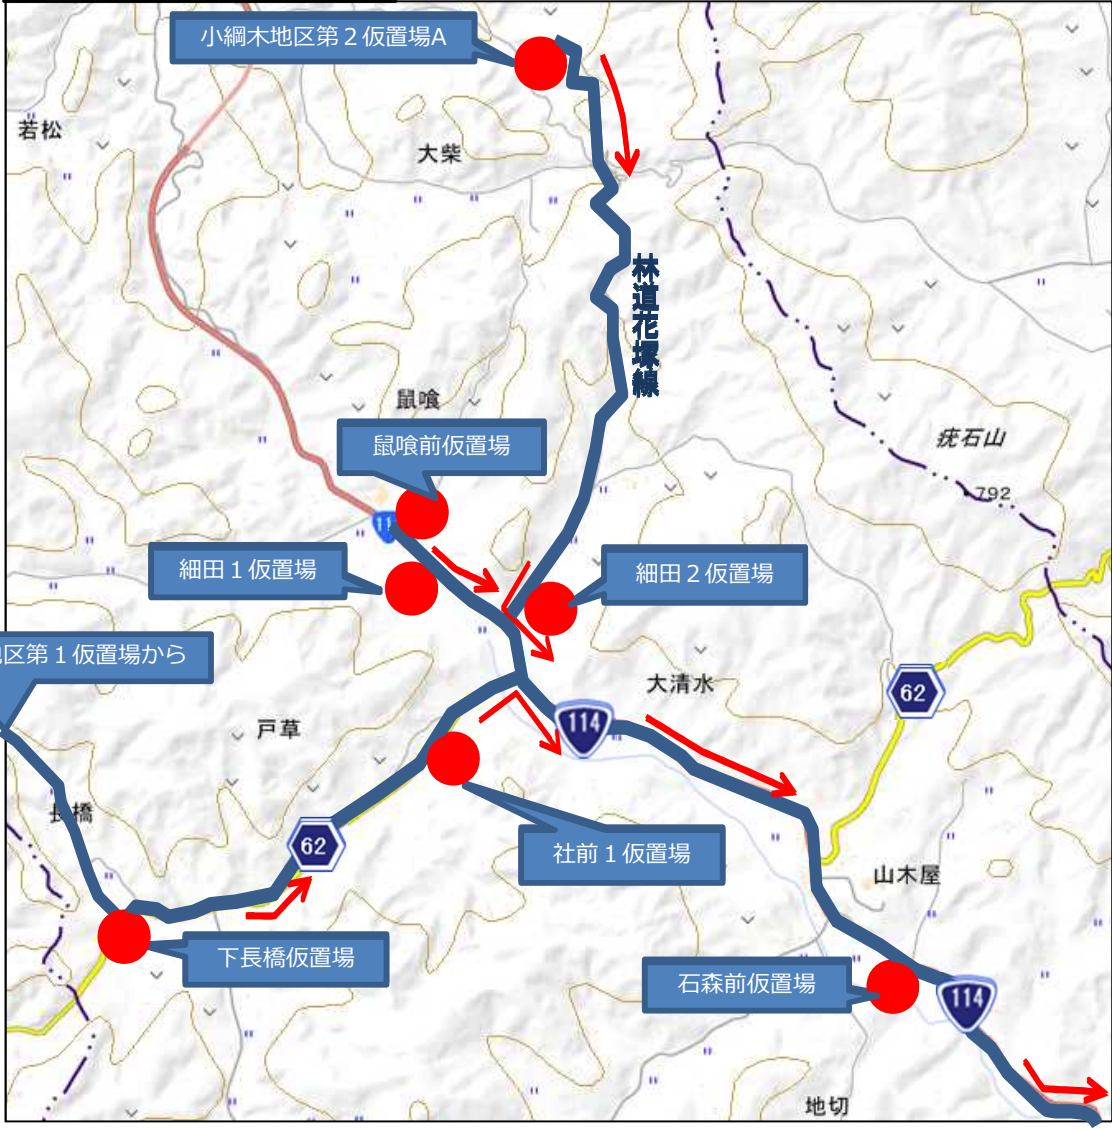 小綱木地区第２仮置場A
若松
大柴
林道花塚線
鼠喰
鼠喰前仮置場
疣石山
792
11
細田１仮置場
細田２仮置場
区第１仮置場から
大清水
62
114
戸草
長橋
62
社前１仮置場
山木屋
下長橋仮置場
石森前仮置場
114
地切